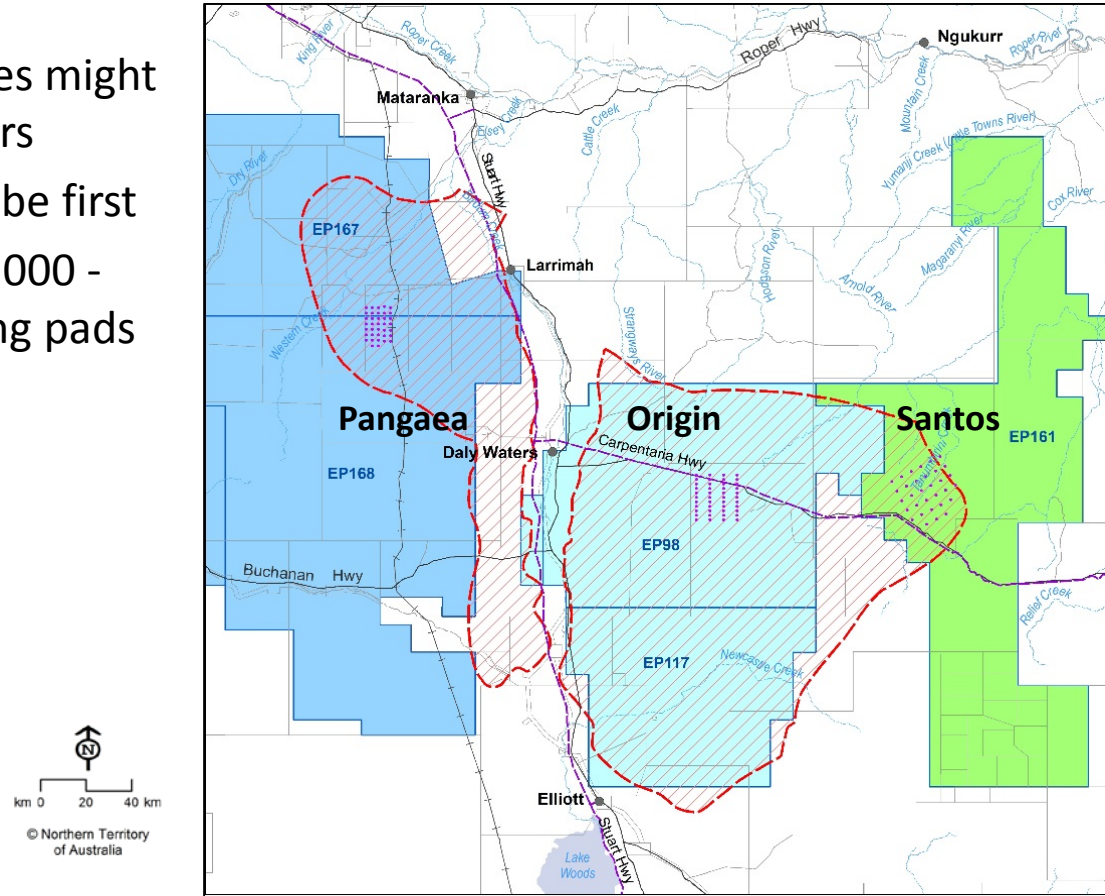 es might
rs
be first
000 -
ng pads
N
km 0 20 40 km
© Northern Territory
of Australia
King River
Roper Creek
Roper Hwy
Ngukurr
Roper River
Mataranka
Elsey Creek
Cattle Creek
Mountain Creek
Yumanji Creek (Little Towns River)
Dry River
Stuart Hwy
Cox River
EP167
Birdum Creek
Larrimah
Hodgson River
Magaranyi River
Arnold River
Western Creek
Strangways River
Pangaea
Origin
Santos
Daly Waters
Carpentaria Hwy
EP161
EP168
EP98
Buchanan Hwy
Relief Creek
EP117
Newcastle Creek
Elliott
Stuart Hwy
Lake
Woods